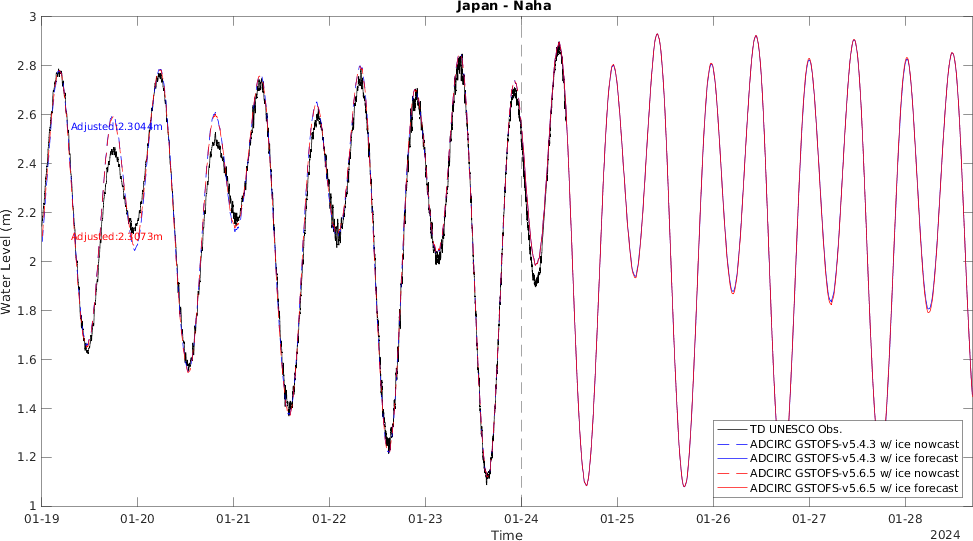 Japan - Naha
Water Level (m)
3
2.8
2.6
2.4
2.2
2
1.8
1.6
1.4
1.2
1
Adjusted:2.3044m
Adjusted:2.3073m
TD UNESCO Obs.
ADCIRC GSTOFS-v5.4.3 w/ ice nowcast
ADCIRC GSTOFS-v5.4.3 w/ ice forecast
ADCIRC GSTOFS-v5.6.5 w/ ice nowcast
ADCIRC GSTOFS-v5.6.5 w/ ice forecast
01-19 01-20 01-21 01-22 01-23 01-24 01-25 01-26 01-27 01-28
Time
2024